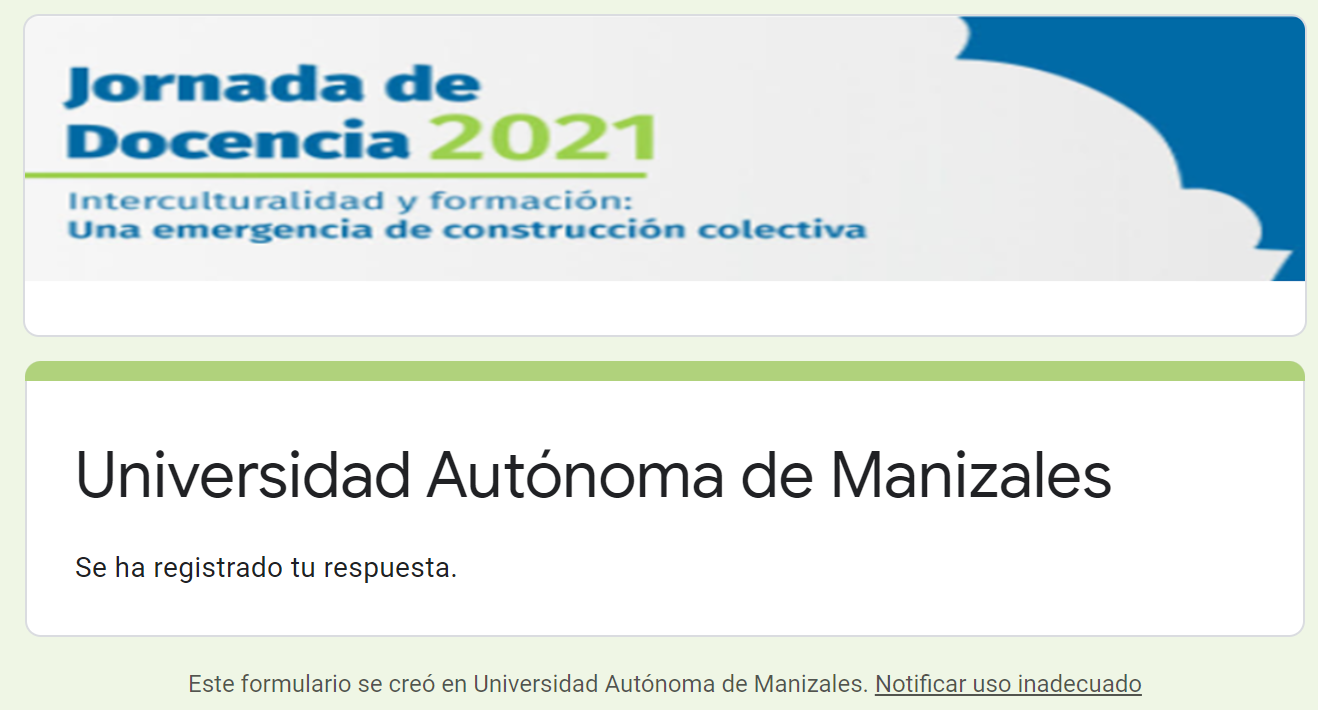 Jornada de
Docencia 2021
Interculturalidad y formación:
Una emergencia de construcción colectiva
Universidad Autónoma de Manizales
Se ha registrado tu respuesta.
Este formulario se creó en Universidad Autónoma de Manizales. Notificar uso inadecuado